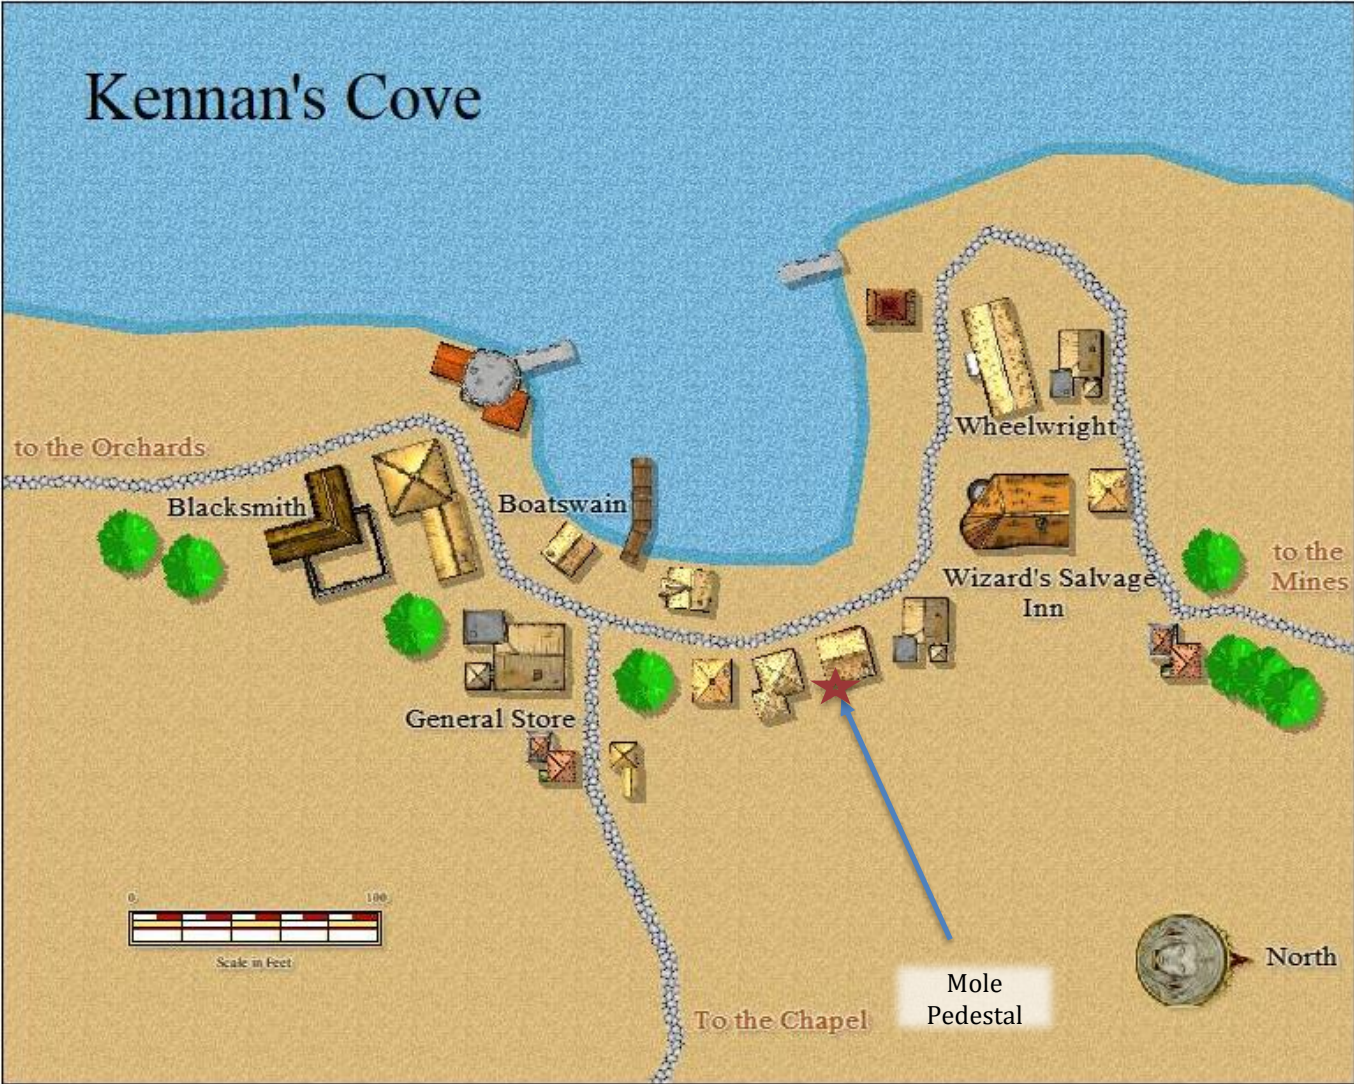 Kennan's Cove
to the Orchards
Blacksmith
Boatswain
Wheelwright
Wizard's Salvage
Inn
to the
Mines
General Store
0
100
Scale in Feet
North
Mole
Pedestal
To the Chapel